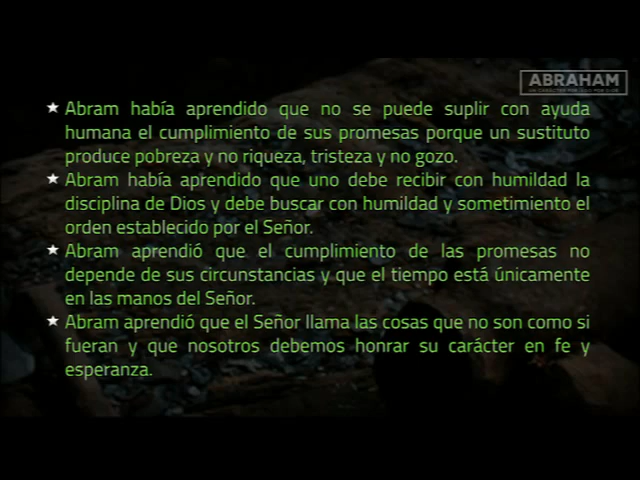 ABRAHAM
Abram había aprendido que no se puede suplir con ayuda
humana el cumplimiento de sus promesas porque un sustituto
produce pobreza y no riqueza, tristeza y no gozo.
Abram había aprendido que uno debe recibir con humildad la
disciplina de Dios y debe buscar con humildad y sometimiento el
orden establecido por el Señor.
Abram aprendió que el cumplimiento de las promesas no
depende de sus circunstancias y que el tiempo está únicamente
en las manos del Señor.
Abram aprendió que el Señor llama las cosas que no son como si
fueran y que nosotros debemos honrar su carácter en fe y
esperanza.